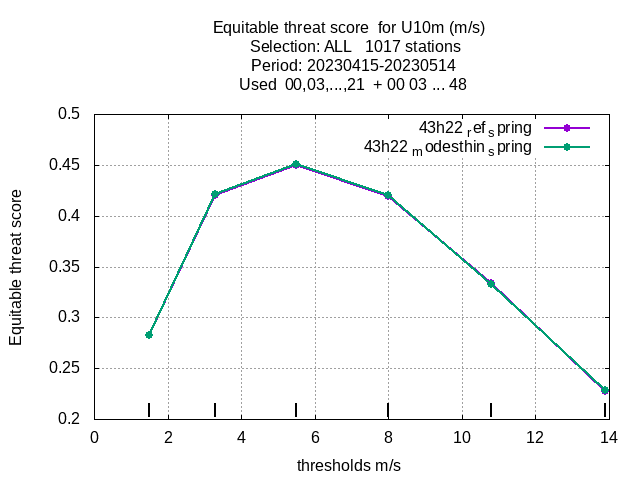 Equitable threat score  for U10m (m/s)
Selection: ALL   1017 stations
Period: 20230415-20230514
Used  00,03,...,21  + 00 03 ... 48
43h22 ref spring
43h22 modesthin spring
0.5
0.45
0.4
0.35
0.3
0.25
0.2
Equitable threat score
0 2 4 6 8 10 12 14
thresholds m/s